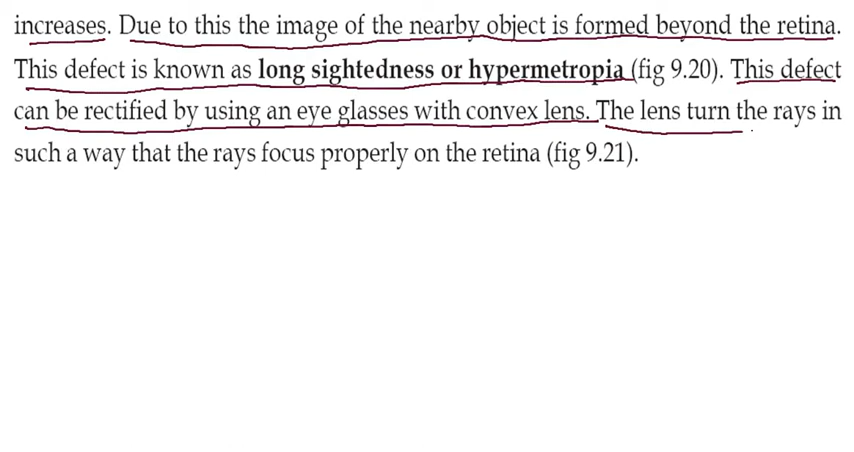 increases. Due to this the image of the nearby object is formed beyond the retina.
This defect is known as long sightedness or hypermetropia (fig 9.20). This defect
can be rectified by using an eye glasses with convex lens. The lens turn the rays in
such a way that the rays focus properly on the retina (fig 9.21).